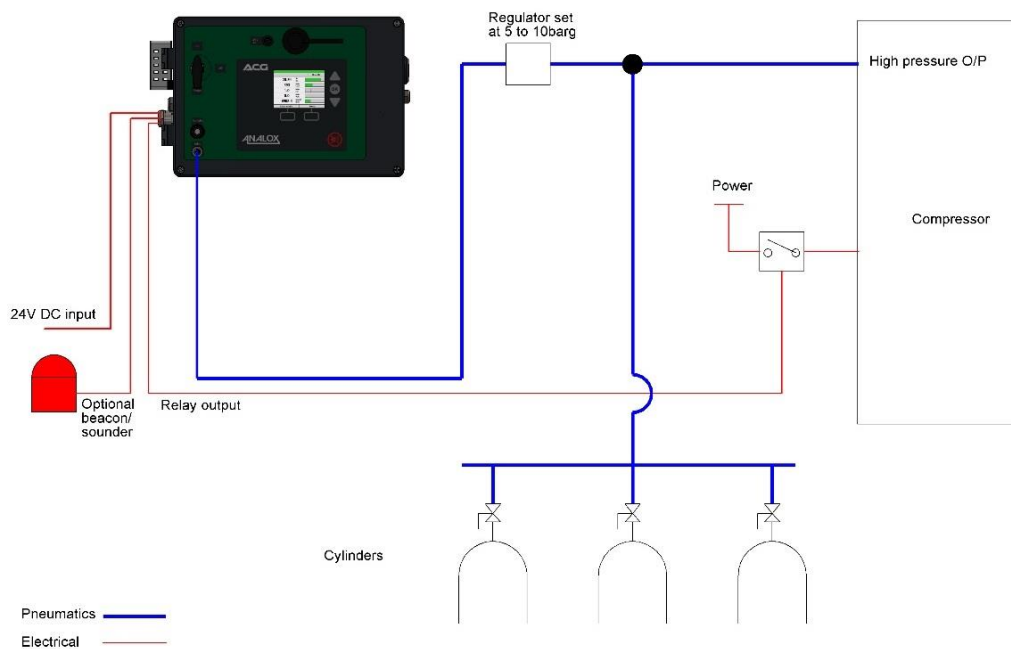 Regulator set
at 5 to 10barg
High pressure O/P
ACG
ANALOX
Power
Compressor
24V DC input
Optional
beacon/
sounder
Relay output
Cylinders
Pneumatics
Electrical